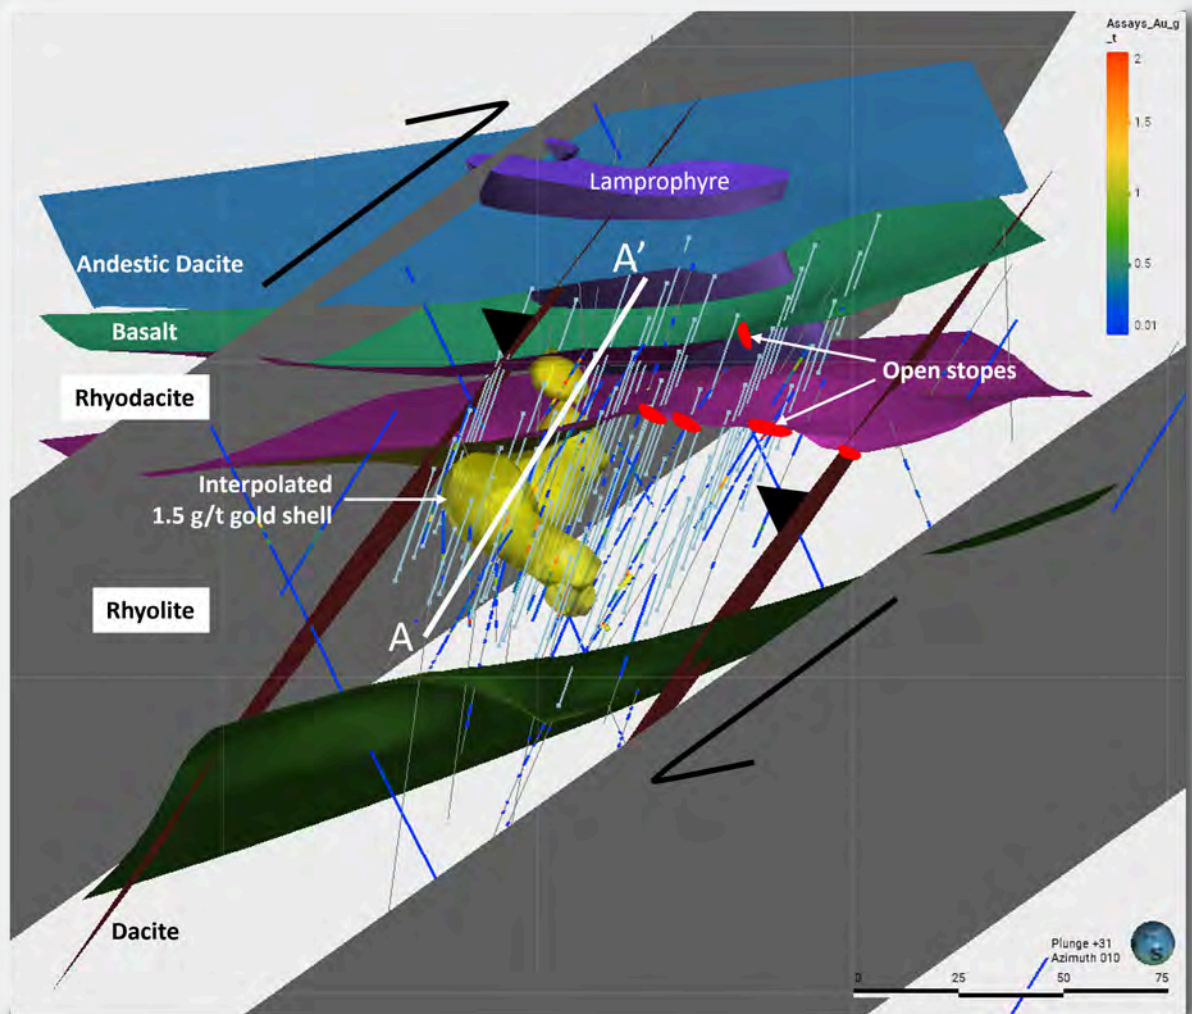 Assays_Au_g
_t
2
1.5
1
0.5
0.01
Lamprophyre
Andestic Dacite
A'
Basalt
Open stopes
Rhyodacite
Interpolated
1.5 g/t gold shell
Rhyolite
A
Dacite
Plunge +31
Azimuth 010
S
0 25 50 75